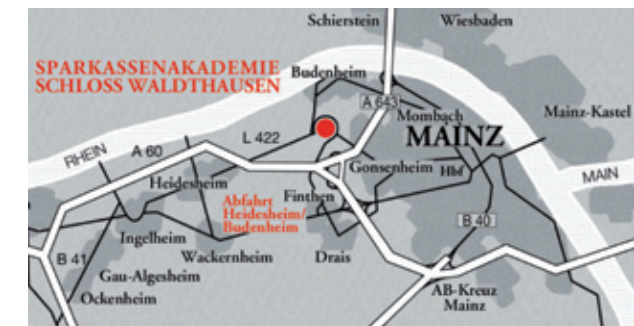 Schierstein
Wiesbaden
SPARKASSENAKADEMIE
SCHLOSS WALDTHAUSEN
Budenheim
A 643
Mombach
Mainz-Kastel
L 422
MAINZ
RHEIN
A 60
Gonsenheim
Hbf
MAIN
Heidesheim
Finthen
Abfahrt
Heidesheim/
Budenheim
B 40
Ingelheim
B 41
Wackernheim
Drais
Gau-Algesheim
Ockenheim
AB-Kreuz
Mainz